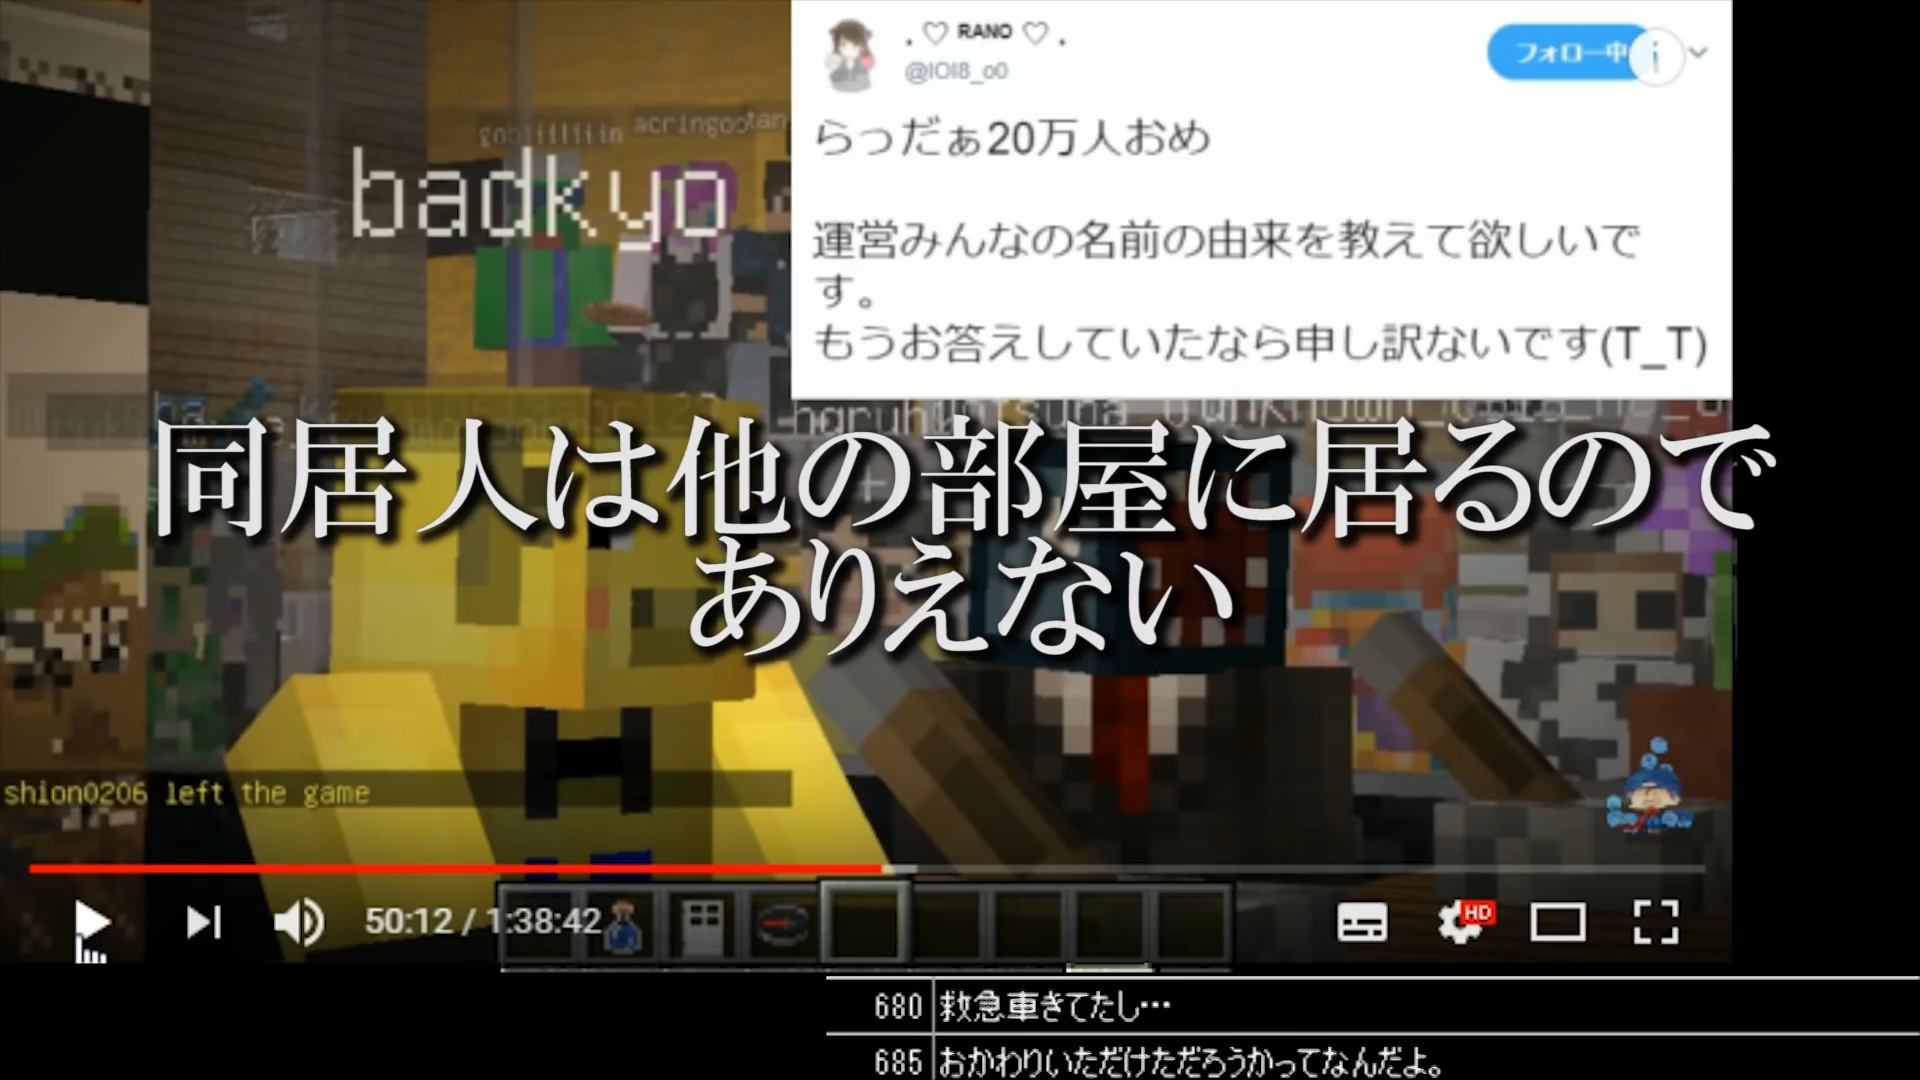 . ♡ RANO ♡ .
@IOI8_o0
フォロー中
らっだぁ20万人おめ
運営みんなの名前の由来を教えて欲しいで
す。
もうお答えしていたなら申し訳ないです(T_T)
acringootan
badkyo
同居人は他の部屋に居るので
ありえない
shion0206 left the game
50:12 / 1:38:42
HD
680 救急車きてたし…
685 おかわりいただけただろうかってなんだよ。